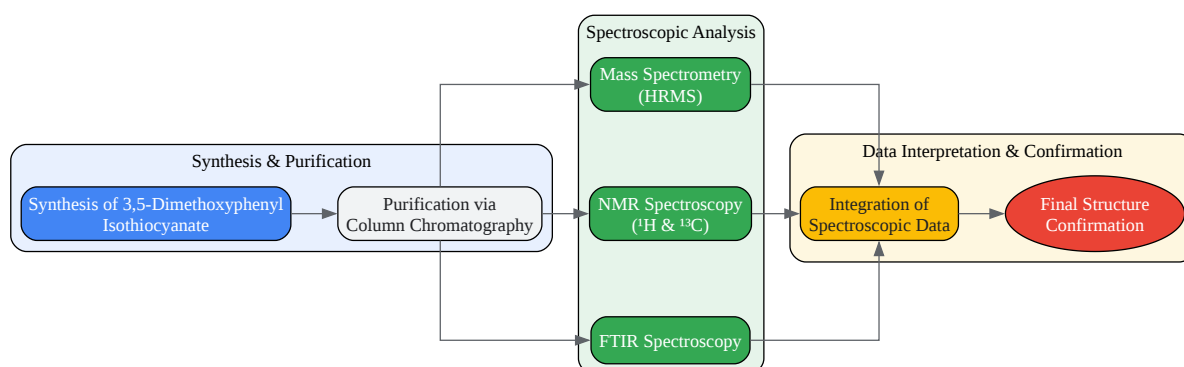 Synthesis & Purification
Synthesis of 3,5-Dimethoxyphenyl
Isothiocyanate
Purification via
Column Chromatography
Spectroscopic Analysis
Mass Spectrometry
(HRMS)
NMR Spectroscopy
(¹H & ¹³C)
FTIR Spectroscopy
Data Interpretation & Confirmation
Integration of
Spectroscopic Data
Final Structure
Confirmation